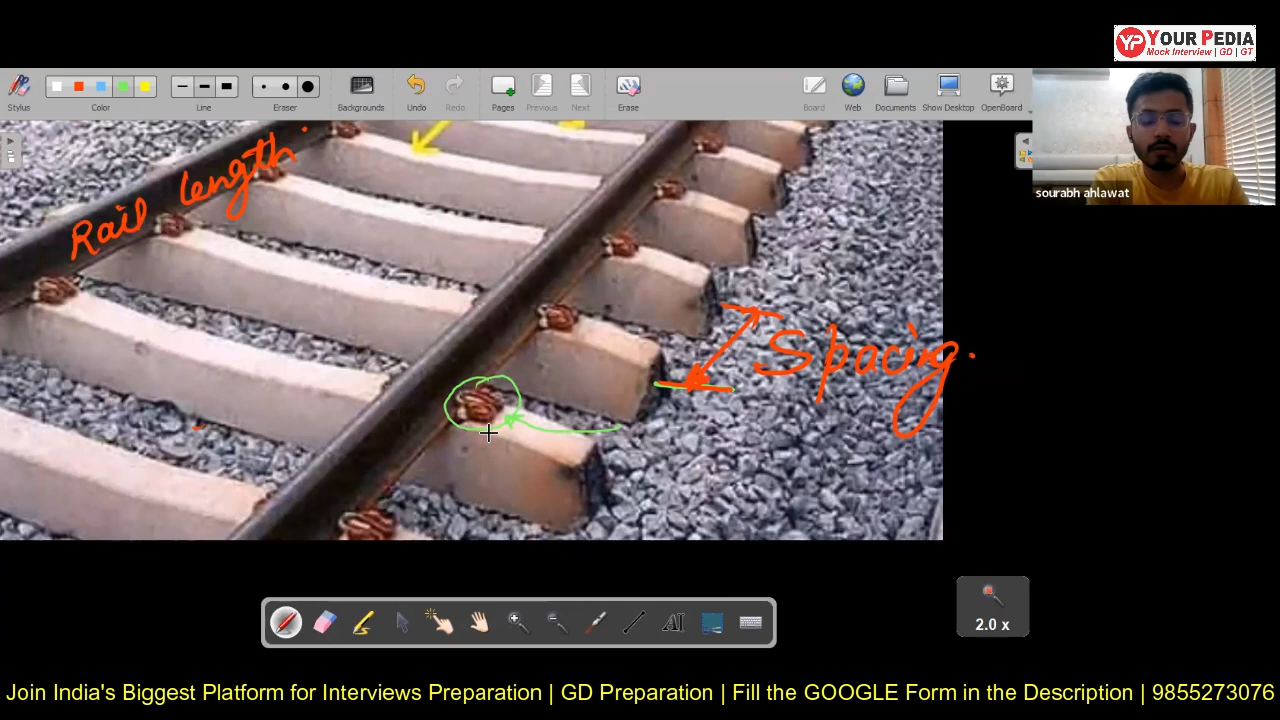 YP YOUR PEDIA
Mock Interview | GD | GT
Stylus
Color
Line
Eraser
Backgrounds
Undo
Redo
Pages
Previous
Next
Erase
Board
Web
Documents
Show Desktop
OpenBoard
sourabh ahlawat
Rail length.
Spacing.
AI
2.0 x
Join India's Biggest Platform for Interviews Preparation | GD Preparation | Fill the GOOGLE Form in the Description | 9855273076